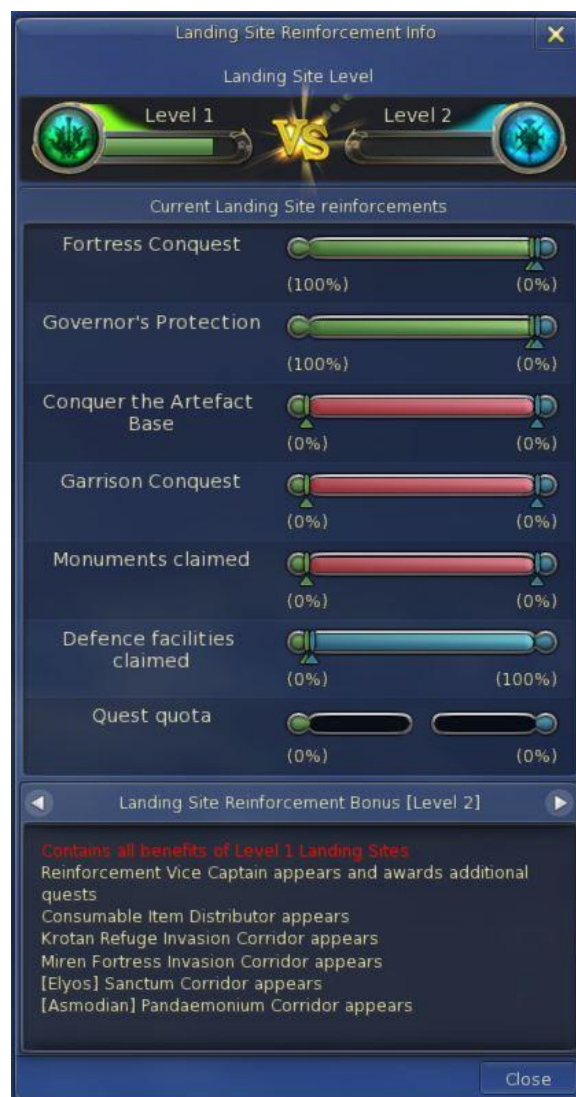 Landing Site Reinforcement Info
Landing Site Level
Level 1
VS
Level 2
Current Landing Site reinforcements
Fortress Conquest
(100%)
(0%)
Governor's Protection
(100%)
(0%)
Conquer the Artefact
Base
(0%)
(0%)
Garrison Conquest
(0%)
(0%)
Monuments claimed
(0%)
(0%)
Defence facilities
claimed
(0%)
(100%)
Quest quota
(0%)
(0%)
Landing Site Reinforcement Bonus [Level 2]
Contains all benefits of Level 1 Landing Sites
Reinforcement Vice Captain appears and awards additional
quests
Consumable Item Distributor appears
Krotan Refuge Invasion Corridor appears
Miren Fortress Invasion Corridor appears
[Elyos] Sanctum Corridor appears
[Asmodian] Pandaemonium Corridor appears
Close